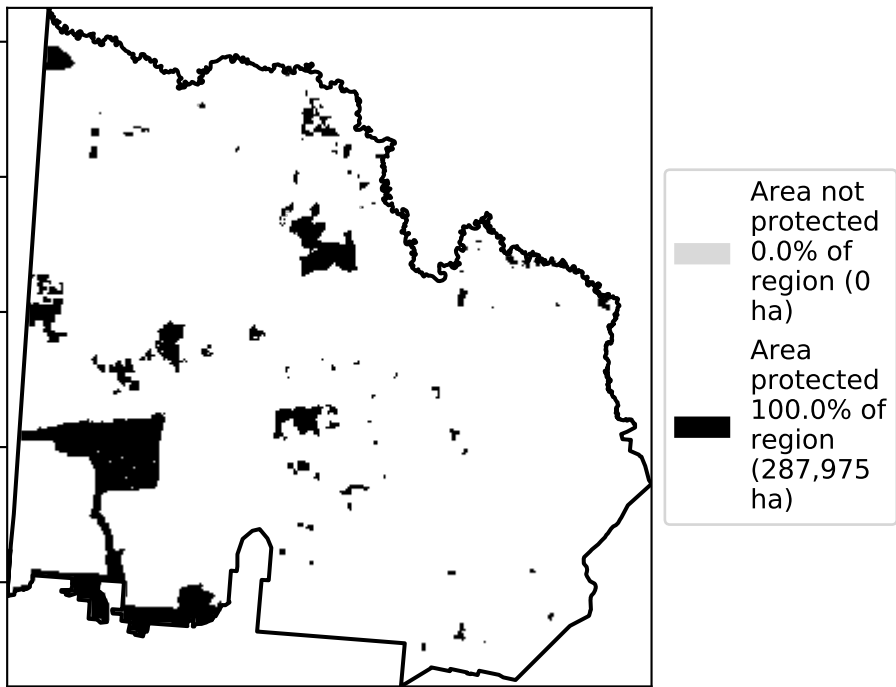 Area not
protected
0.0% of
region (0
ha)
Area
protected
100.0% of
region
(287,975
ha)